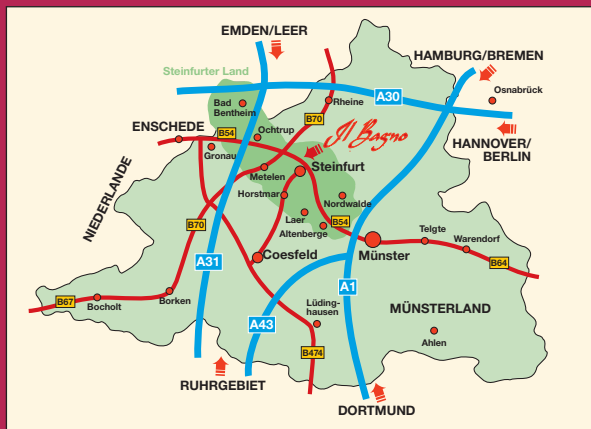 EMDEN/LEER
HAMBURG/BREMEN
Steinfurter Land
Osnabrück
Bad
Bentheim
Rheine
A30
B70
ENSCHEDE
B54
Ochtrup
Il Bagno
HANNOVER/
BERLIN
Gronau
Metelen
Steinfurt
NIEDERLANDE
Horstmar
Nordwalde
Laer
B70
B54
Altenberge
Telgte
Warendorf
A31
Coesfeld
Münster
B64
B67
Bocholt
Borken
A1
Lüding-
hausen
MÜNSTERLAND
A43
Ahlen
B474
RUHRGEBIET
DORTMUND